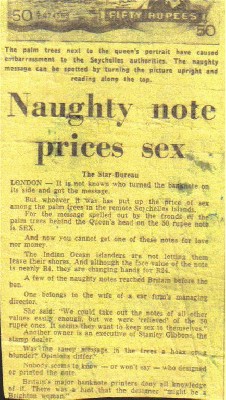 50
FIFTY RUPEES
50
The palm trees next to the queen's portrait have caused
embarrassment to the Seychelles authorities. The naughty
message can be spotted by turning the picture upright and
reading along the top.
Naughty note
prices sex
The Star Bureau
LONDON — It is not known who turned the banknote on
its side and got the message.
But whoever it was has put up the price of sex
among the palm trees in the remote Seychelles islands.
For the message spelled out by the fronds of the
palm trees behind the Queen's head on the 50 rupee note
is SEX.
And now you cannot get one of those notes for love
nor money.
The Indian Ocean islanders are not letting them
leave their shores. And although the face value of the note
is nearly R4, they are changing hands for R24.
A few of the naughty notes reached Britain before the
ban.
One belongs to the wife of a car firm's managing
director.
She said: "We could take out the notes of all other
values easily enough, but we were 'relieved' of the 50
rupee ones. It seems they want to keep sex to themselves."
Another owner is an executive of Stanley Gibbons, the
stamp dealer.
Was the saucy message in the trees a hoax or a
blunder? Opinions differ.
Nobody seems to know — or won't say — who designed
or printed the note.
Britain's major banknote printers deny all knowledge
of it. There was a hint that the designer might be a
Brighton woman.